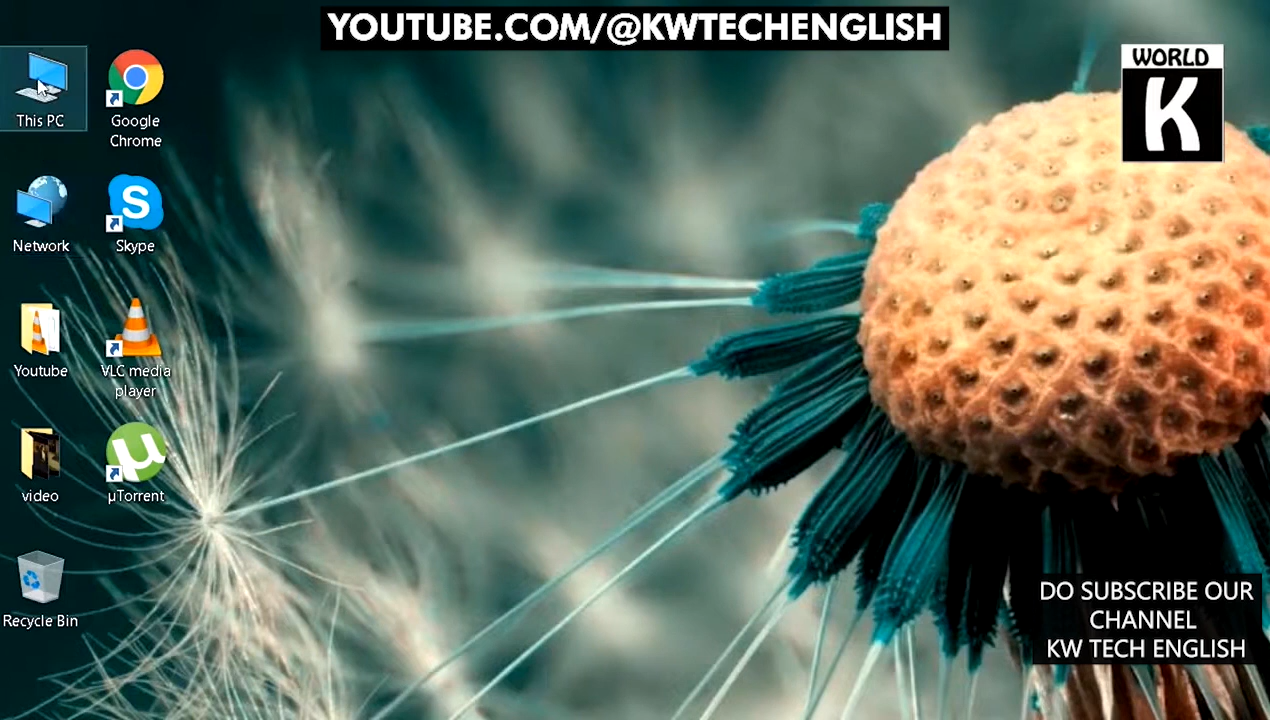 YOUTUBE.COM/@KWTECHENGLISH
WORLD
K
This PC
Google
Chrome
Network
Skype
Youtube
VLC media
player
video
µTorrent
Recycle Bin
DO SUBSCRIBE OUR
CHANNEL
KW TECH ENGLISH